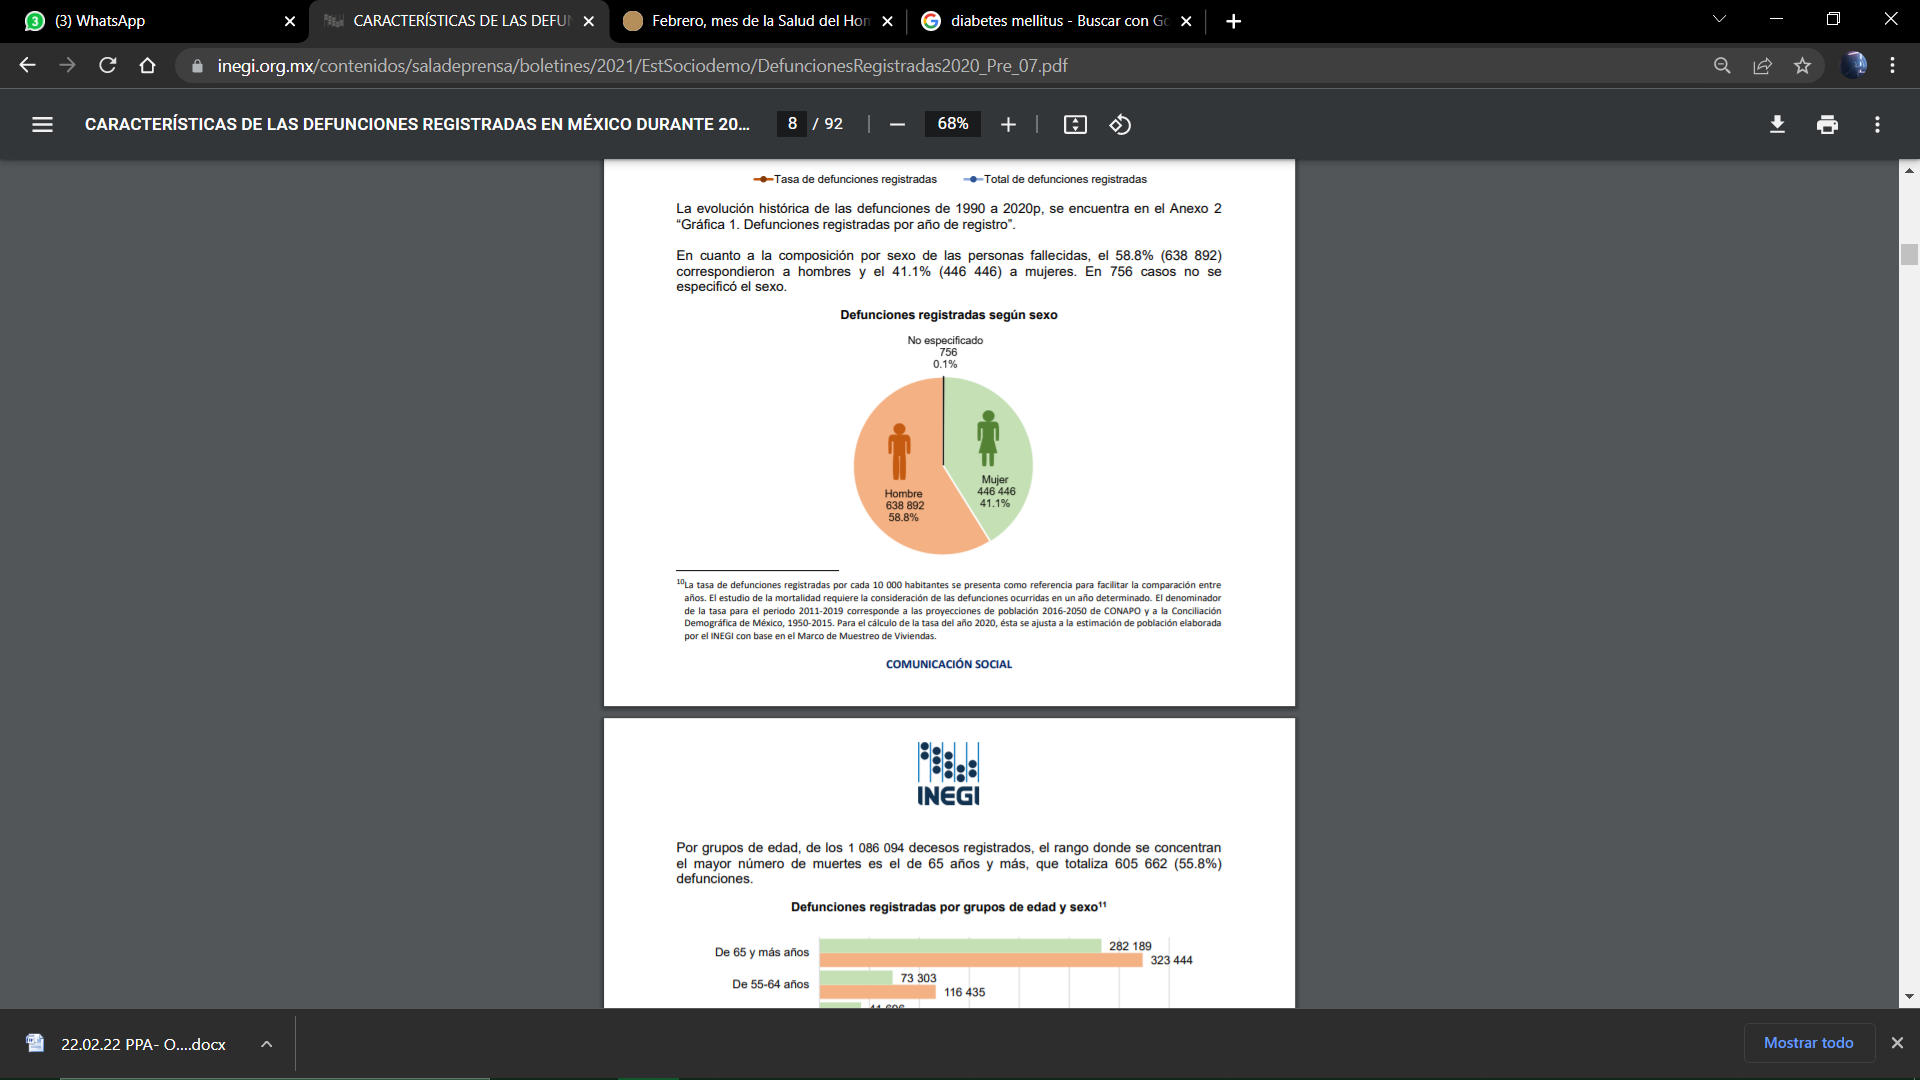 (3) WhatsApp
CARACTERÍSTICAS DE LAS DEFUN
Febrero, mes de la Salud del Hom
diabetes mellitus - Buscar con Go
inegi.org.mx/contenidos/saladeprensa/boletines/2021/EstSociodemo/DefuncionesRegistradas2020_Pre_07.pdf
CARACTERÍSTICAS DE LAS DEFUNCIONES REGISTRADAS EN MÉXICO DURANTE 20...
8 / 92
68%
Tasa de defunciones registradas
Total de defunciones registradas
La evolución histórica de las defunciones de 1990 a 2020p, se encuentra en el Anexo 2
“Gráfica 1. Defunciones registradas por año de registro”.
En cuanto a la composición por sexo de las personas fallecidas, el 58.8% (638 892)
correspondieron a hombres y el 41.1% (446 446) a mujeres. En 756 casos no se
especificó el sexo.
Defunciones registradas según sexo
No especificado
756
0.1%
Hombre
638 892
58.8%
Mujer
446 446
41.1%
10 La tasa de defunciones registradas por cada 10 000 habitantes se presenta como referencia para facilitar la comparación entre
años. El estudio de la mortalidad requiere la consideración de las defunciones ocurridas en un año determinado. El denominador
de la tasa para el periodo 2011-2019 corresponde a las proyecciones de población 2016-2050 de CONAPO y a la Conciliación
Demográfica de México, 1950-2015. Para el cálculo de la tasa del año 2020, ésta se ajusta a la estimación de población elaborada
por el INEGI con base en el Marco de Muestreo de Viviendas.
COMUNICACIÓN SOCIAL
INEGI
Por grupos de edad, de los 1 086 094 decesos registrados, el rango donde se concentran
el mayor número de muertes es el de 65 años y más, que totaliza 605 662 (55.8%)
defunciones.
Defunciones registradas por grupos de edad y sexo11
De 65 y más años
282 189
323 444
De 55-64 años
73 303
116 435
22.02.22 PPA- O....docx
Mostrar todo